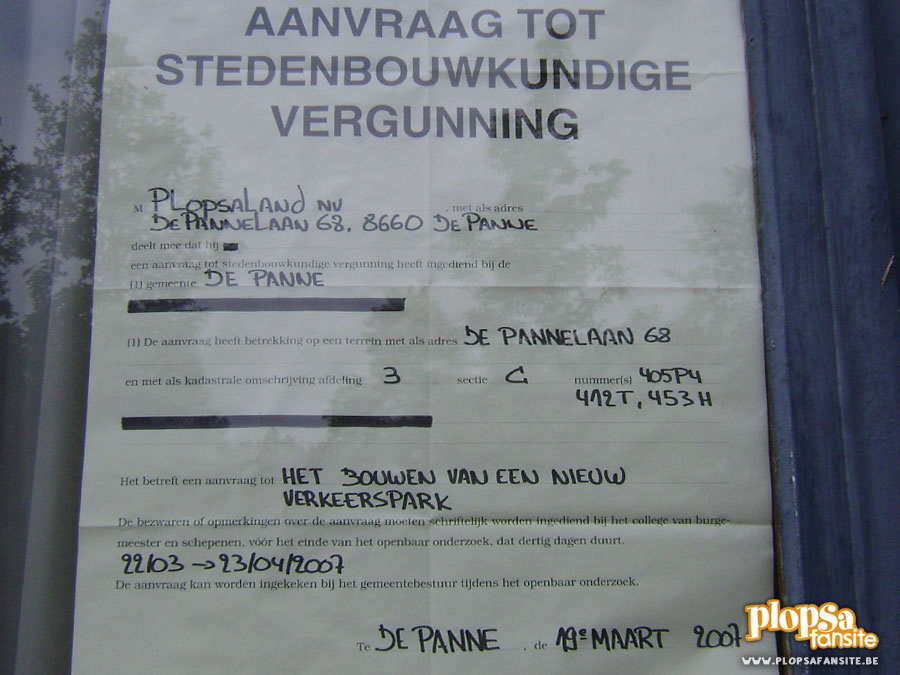 AANVRAAG TOT
STEDENBOUWKUNDIGE
VERGUNNING
M PLOPSALAND NV , met als adres
DE PANNELAAN 68, 8660 DE PANNE
deelt mee dat hij
een aanvraag tot stedenbouwkundige vergunning heeft ingediend bij de
(1) gemeente DE PANNE
(1) De aanvraag heeft betrekking op een terrein met als adres DE PANNELAAN 68
en met als kadastrale omschrijving afdeling 3 sectie C nummer(s) 405P4
412T, 453H
Het betreft een aanvraag tot HET BOUWEN VAN EEN NIEUW
VERKEERSPARK
De bezwaren of opmerkingen over de aanvraag moeten schriftelijk worden ingediend bij het college van burge-
meester en schepenen, vóór het einde van het openbaar onderzoek, dat dertig dagen duurt.
22/03 → 23/04/2007
De aanvraag kan worden ingekeken bij het gemeentebestuur tijdens het openbaar onderzoek.
Te DE PANNE , de 19e MAART 2007
plopsa
fansite
WWW.PLOPSAFANSITE.BE